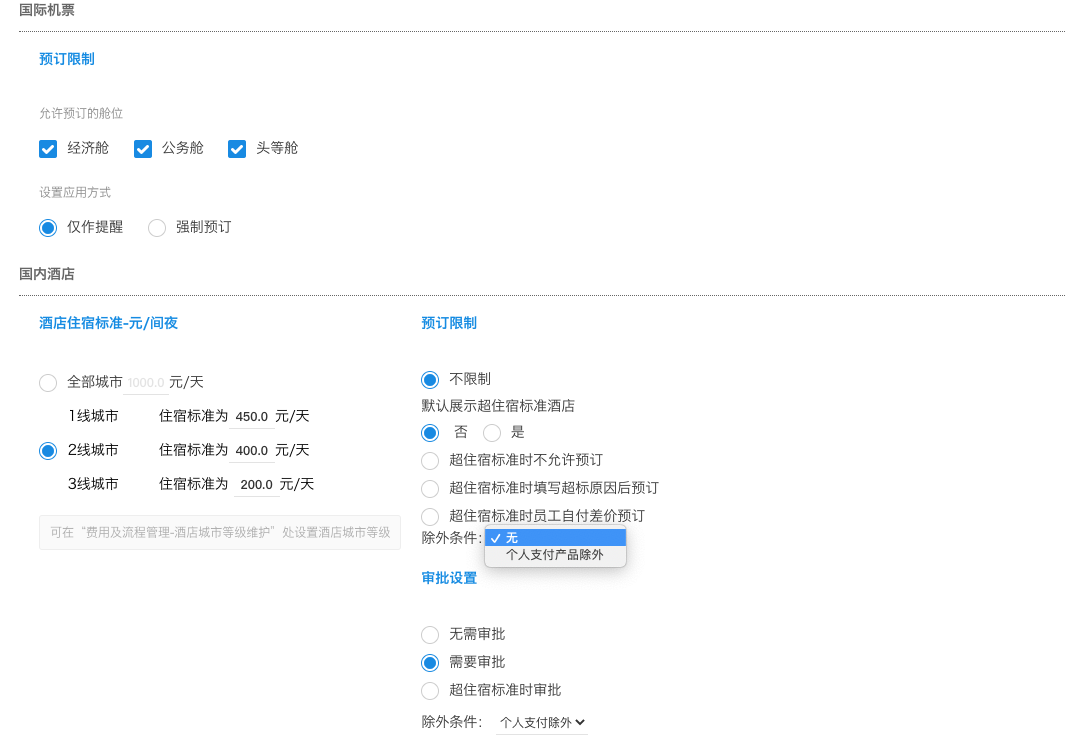 国际机票
预订限制
允许预订的舱位
经济舱 公务舱 头等舱
设置应用方式
仅作提醒 强制预订
国内酒店
酒店住宿标准-元/间夜
全部城市 1000.0 元/天
1线城市 住宿标准为 450.0 元/天
2线城市 住宿标准为 400.0 元/天
3线城市 住宿标准为 200.0 元/天
可在“费用及流程管理-酒店城市等级维护”处设置酒店城市等级
预订限制
不限制
默认展示超住宿标准酒店
否 是
超住宿标准时不允许预订
超住宿标准时填写超标原因后预订
超住宿标准时员工自付差价预订
除外条件: ✓ 无
个人支付产品除外
审批设置
无需审批
需要审批
超住宿标准时审批
除外条件: 个人支付除外